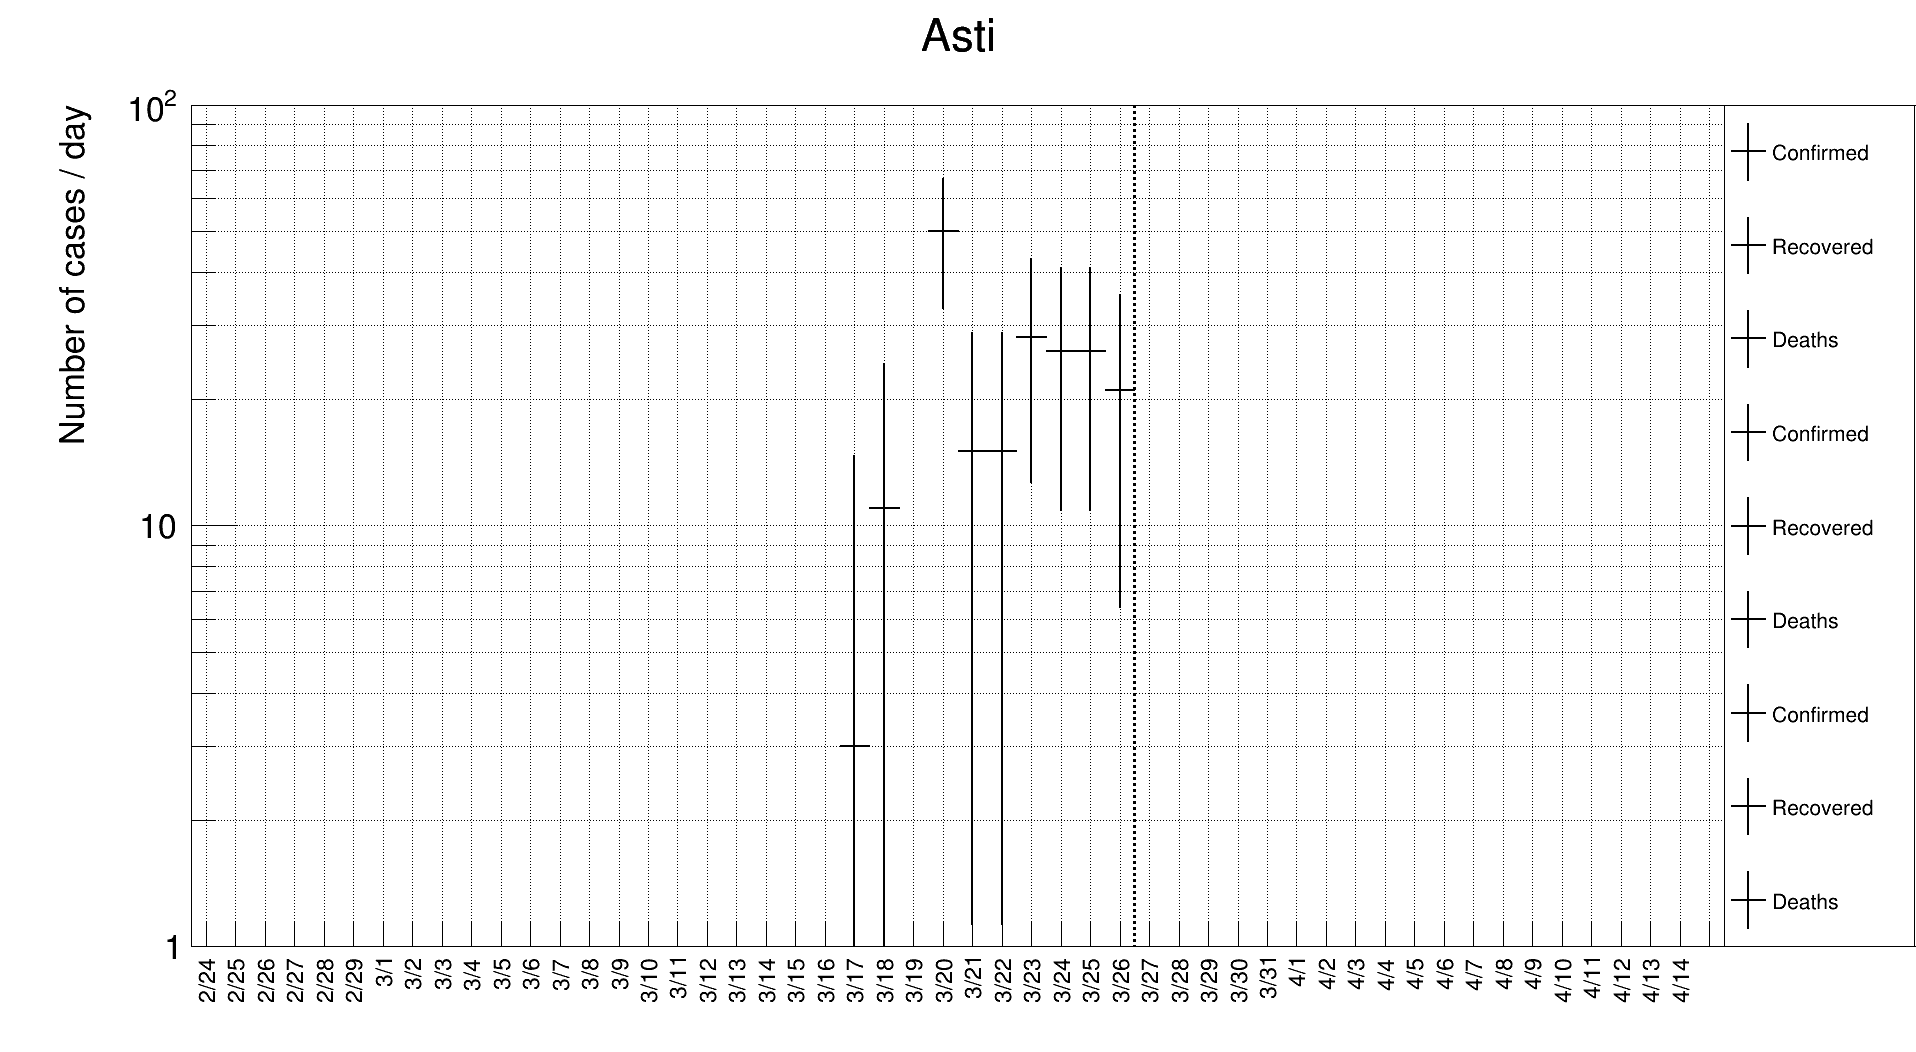 Asti
Number of cases / day
10²
10
1
2/24 2/25 2/26 2/27 2/28 2/29 3/1 3/2 3/3 3/4 3/5 3/6 3/7 3/8 3/9 3/10 3/11 3/12 3/13 3/14 3/15 3/16 3/17 3/18 3/19 3/20 3/21 3/22 3/23 3/24 3/25 3/26 3/27 3/28 3/29 3/30 3/31 4/1 4/2 4/3 4/4 4/5 4/6 4/7 4/8 4/9 4/10 4/11 4/12 4/13 4/14
Confirmed
Recovered
Deaths
Confirmed
Recovered
Deaths
Confirmed
Recovered
Deaths